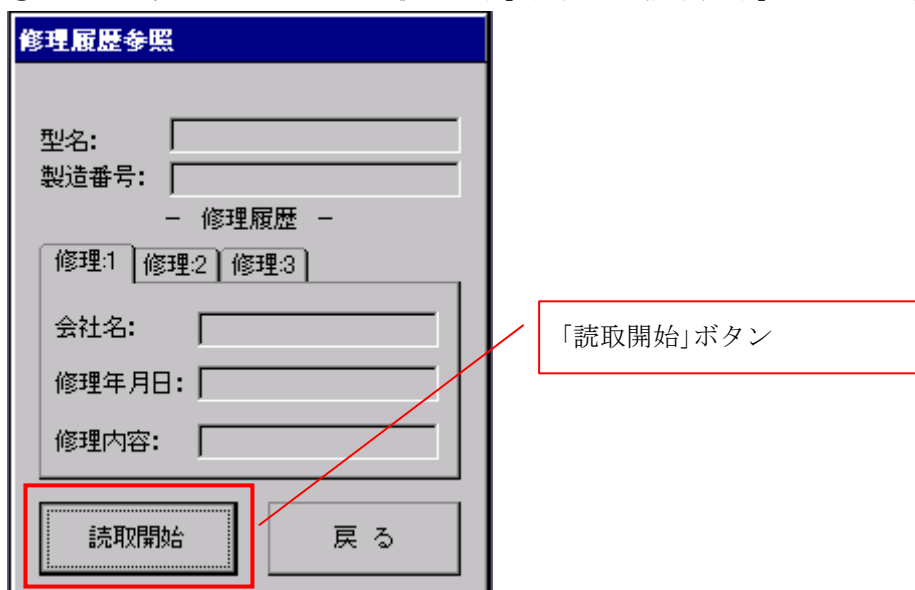 修理履歴参照
型名:
製造番号:
－ 修理履歴 －
修理:1 修理:2 修理:3
会社名:
修理年月日:
修理内容:
読取開始 戻 る
「読取開始」ボタン